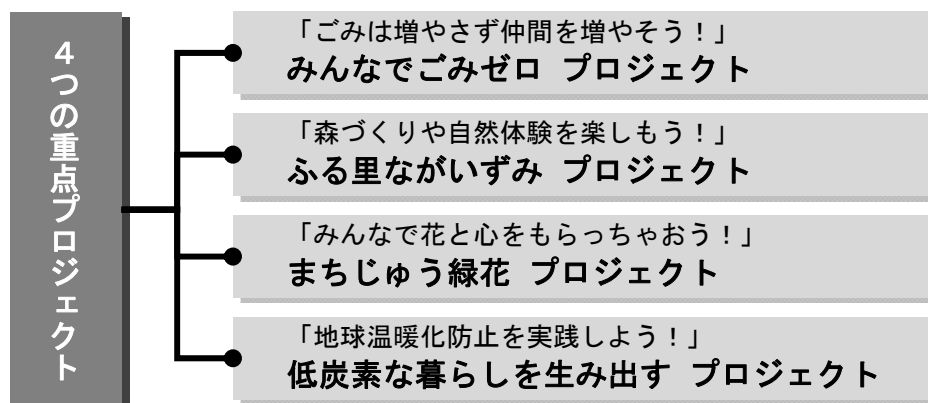 4つの重点プロジェクト
「ごみは増やさず仲間を増やそう！」
みんなでごみゼロ プロジェクト
「森づくりや自然体験を楽しもう！」
ふる里ながいずみ プロジェクト
「みんなで花と心をもらっちゃおう！」
まちじゅう緑花 プロジェクト
「地球温暖化防止を実践しよう！」
低炭素な暮らしを生み出す プロジェクト